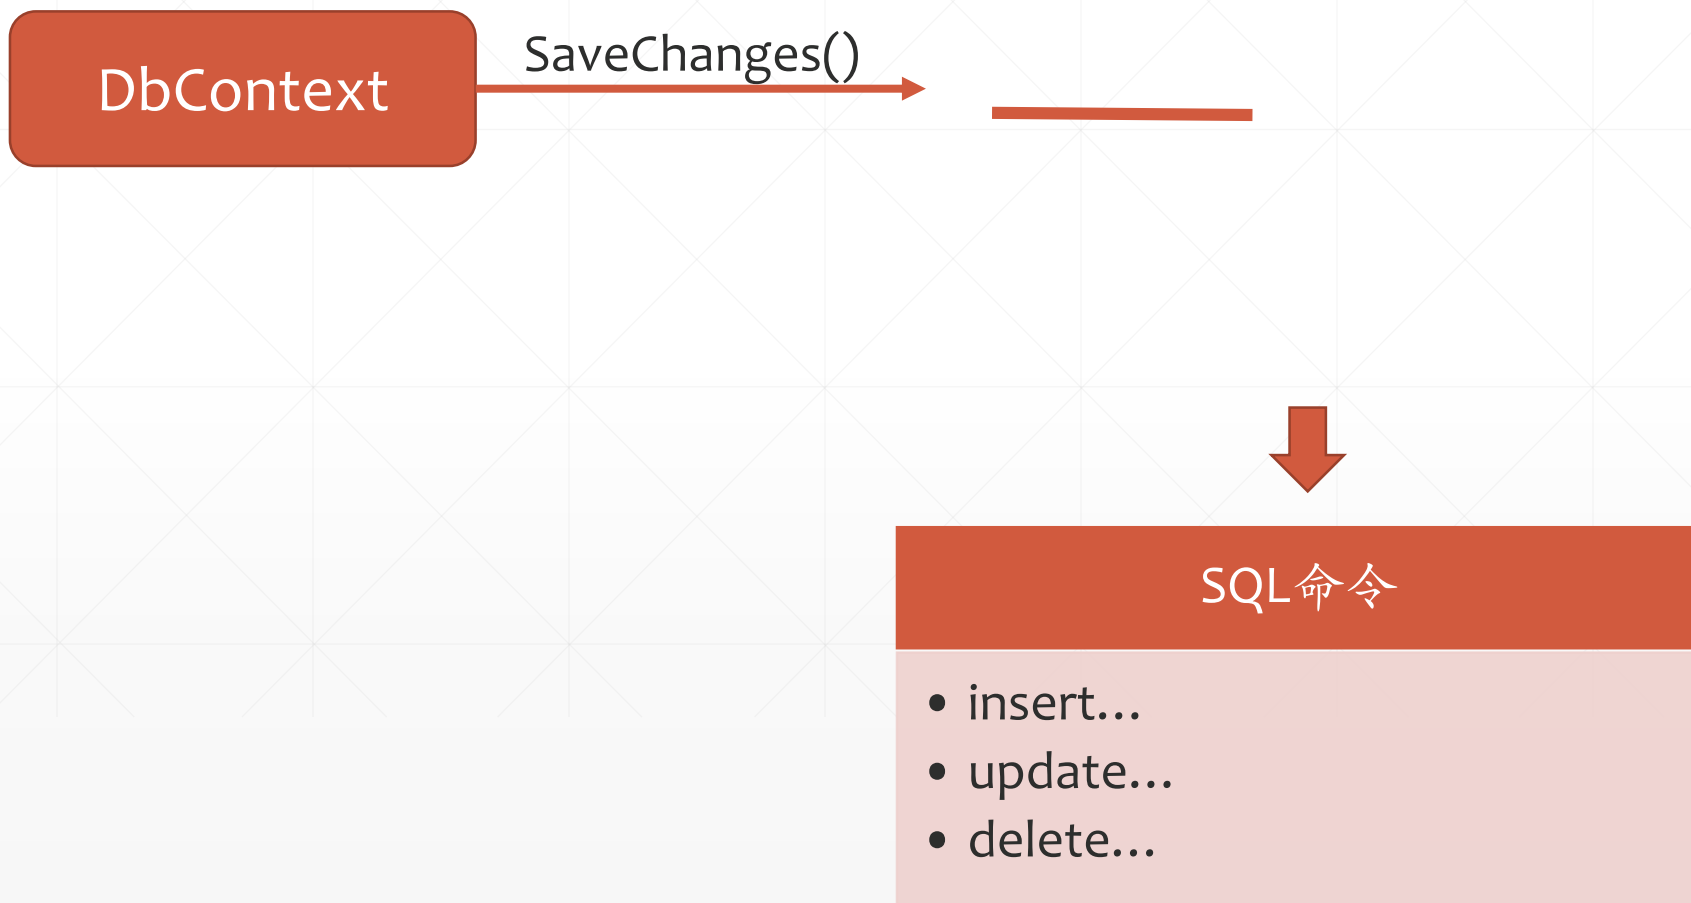 DbContext
SaveChanges()
SQL命令
• insert…
• update…
• delete…